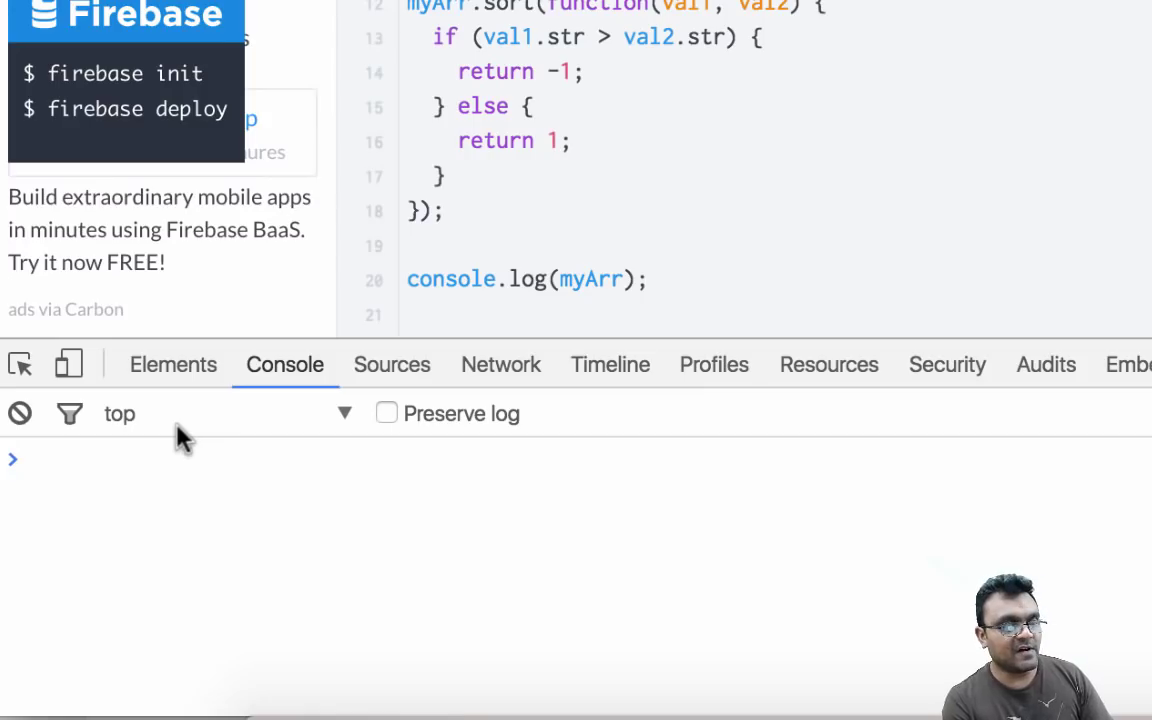 Firebase
s
$ firebase init
$ firebase deploy
p
ures
Build extraordinary mobile apps
in minutes using Firebase BaaS.
Try it now FREE!
ads via Carbon
12 myArr.sort(function(val1, val2) {
13 if (val1.str > val2.str) {
14 return -1;
15 } else {
16 return 1;
17 }
18 });
19
20 console.log(myArr);
21
Elements Console Sources Network Timeline Profiles Resources Security Audits Embe
top ▼ Preserve log
>